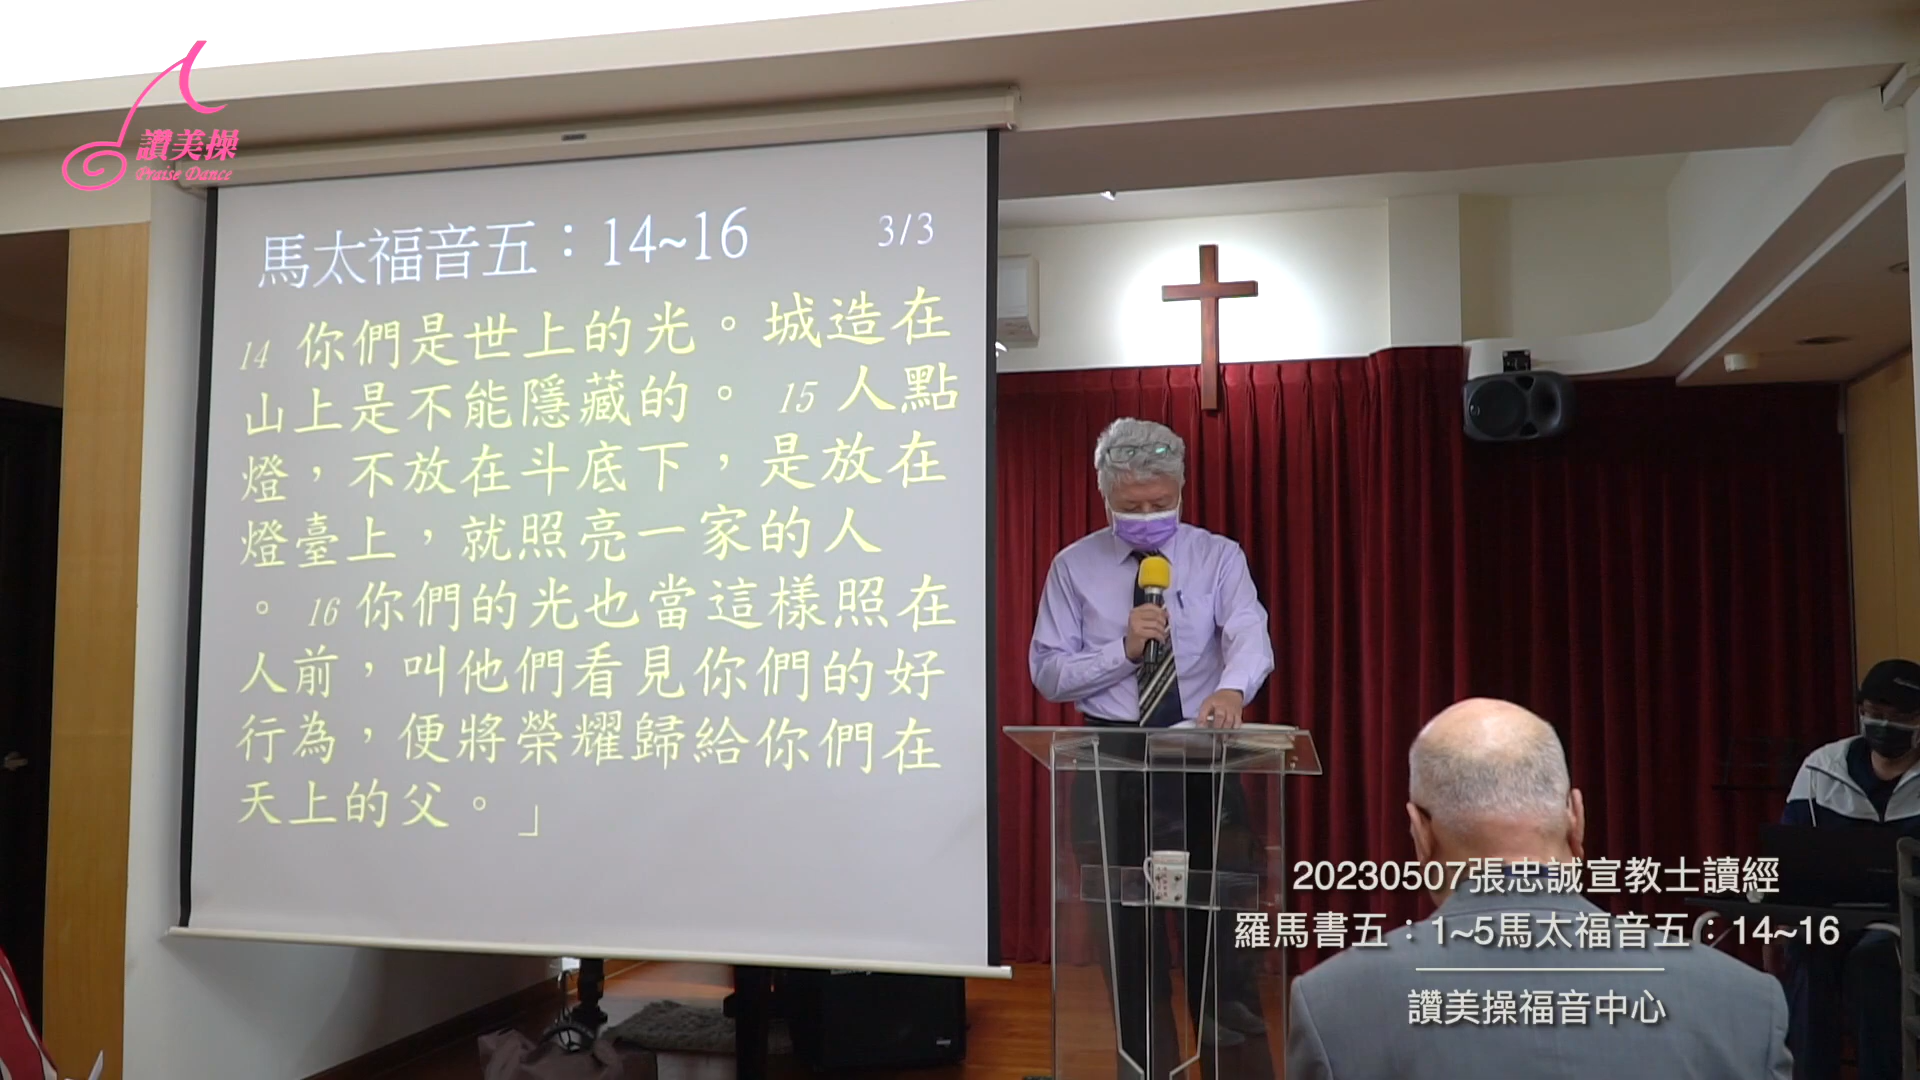 讚美操
Praise Dance
馬太福音五：14~16
3/3
14 你們是世上的光。城造在
山上是不能隱藏的。 15 人點
燈，不放在斗底下，是放在
燈臺上，就照亮一家的人
。 16 你們的光也當這樣照在
人前，叫他們看見你們的好
行為，便將榮耀歸給你們在
天上的父。」
20230507張忠誠宣教士讀經
羅馬書五：1~5馬太福音五：14~16
讚美操福音中心